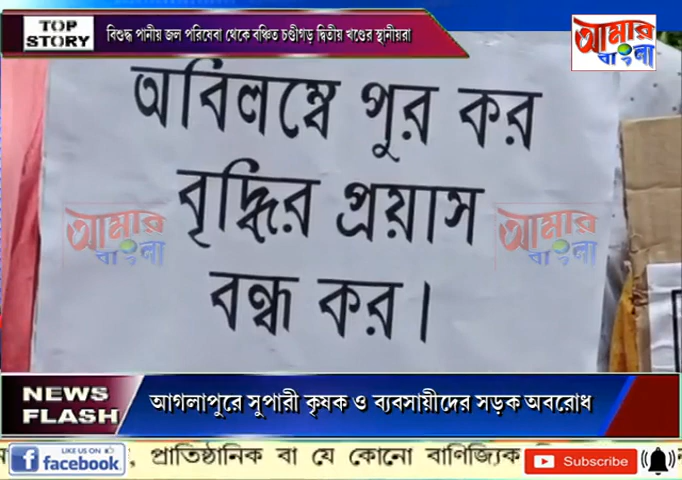 TOP
STORY
বিশুদ্ধ পানীয় জল পরিষেবা থেকে বঞ্চিত চণ্ডীগড় দ্বিতীয় খণ্ডের স্থানীয়রা
আমার
বাংলা
অবিলম্বে পুর কর
বৃদ্ধির প্রয়াস
বন্ধ কর।
আমার
বাংলা
আমার
বাংলা
NEWS
FLASH
আগলাপুরে সুপারী কৃষক ও ব্যবসায়ীদের সড়ক অবরোধ
LIKE US ON
facebook
, প্রাতিষ্ঠানিক বা যে কোনো বাণিজ্যিক
Subscribe